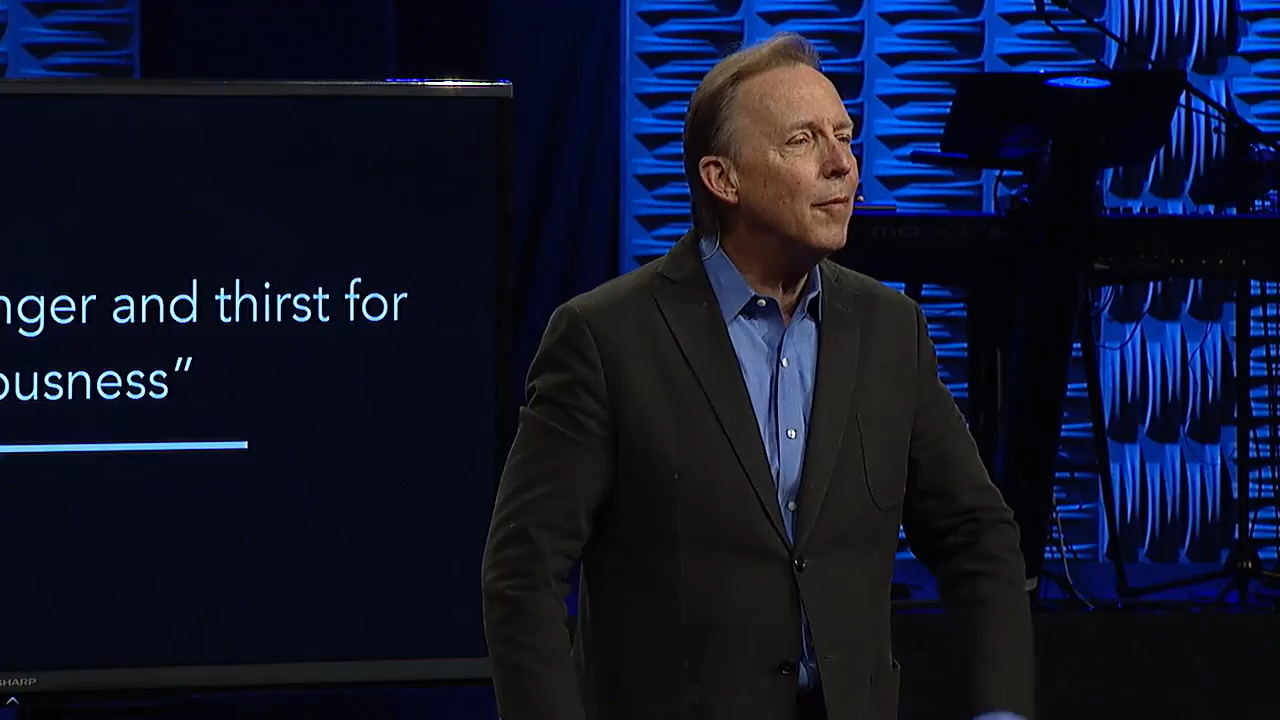 nger and thirst for
ousness”
SHARP